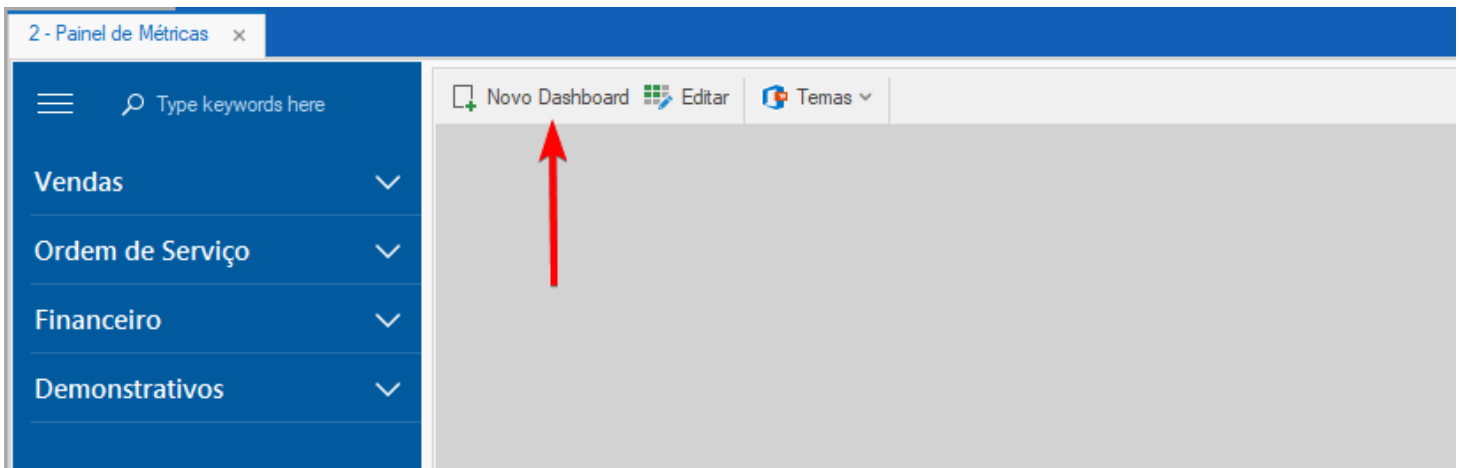 2 - Painel de Métricas
Type keywords here
Novo Dashboard Editar Temas
Vendas
Ordem de Serviço
Financeiro
Demonstrativos